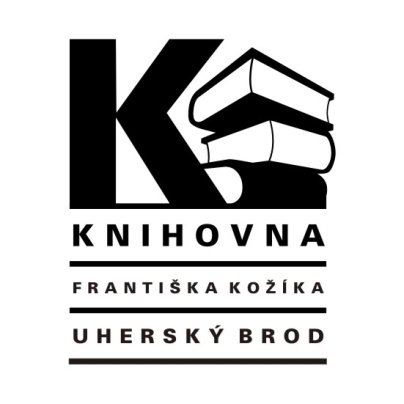 K
KNIHOVNA
FRANTIŠKA KOŽÍKA
UHERSKÝ BROD